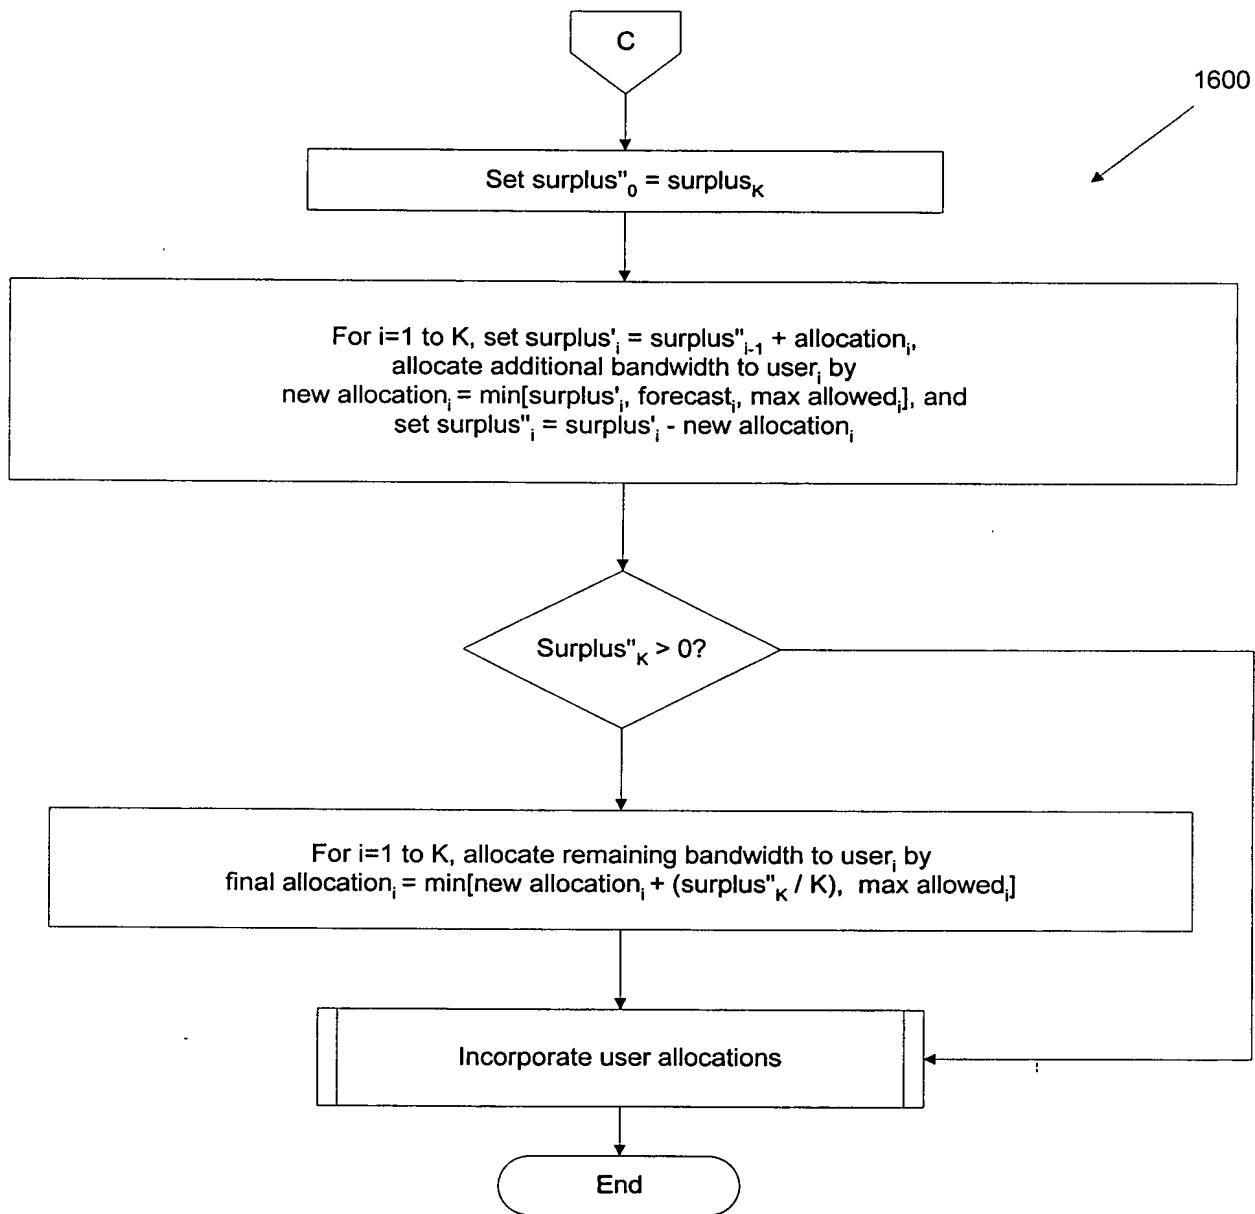 C
1600
Set surplus"₀ = surplusₖ
For i=1 to K, set surplus'ᵢ = surplus"ᵢ₋₁ + allocationᵢ,
allocate additional bandwidth to userᵢ by
new allocationᵢ = min[surplus'ᵢ, forecastᵢ, max allowedᵢ], and
set surplus"ᵢ = surplus'ᵢ - new allocationᵢ
Surplus"ₖ > 0?
For i=1 to K, allocate remaining bandwidth to userᵢ by
final allocationᵢ = min[new allocationᵢ + (surplus"ₖ / K), max allowedᵢ]
Incorporate user allocations
End